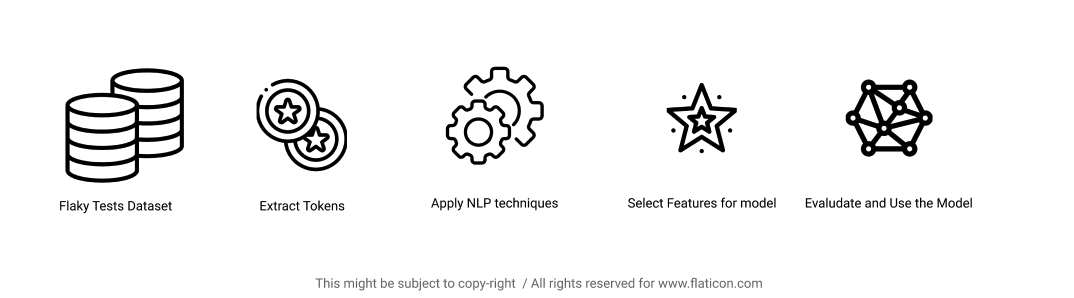 Flaky Tests Dataset
Extract Tokens
Apply NLP techniques
Select Features for model
Evaludate and Use the Model
This might be subject to copy-right / All rights reserved for www.flaticon.com